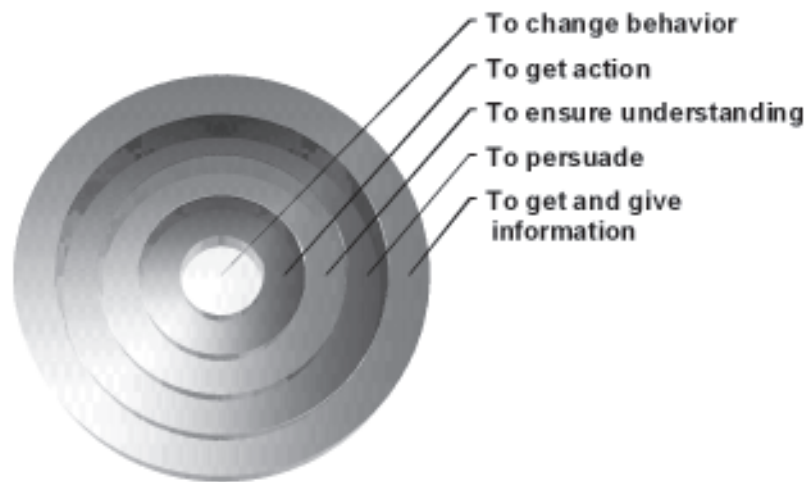 To change behavior
To get action
To ensure understanding
To persuade
To get and give
information